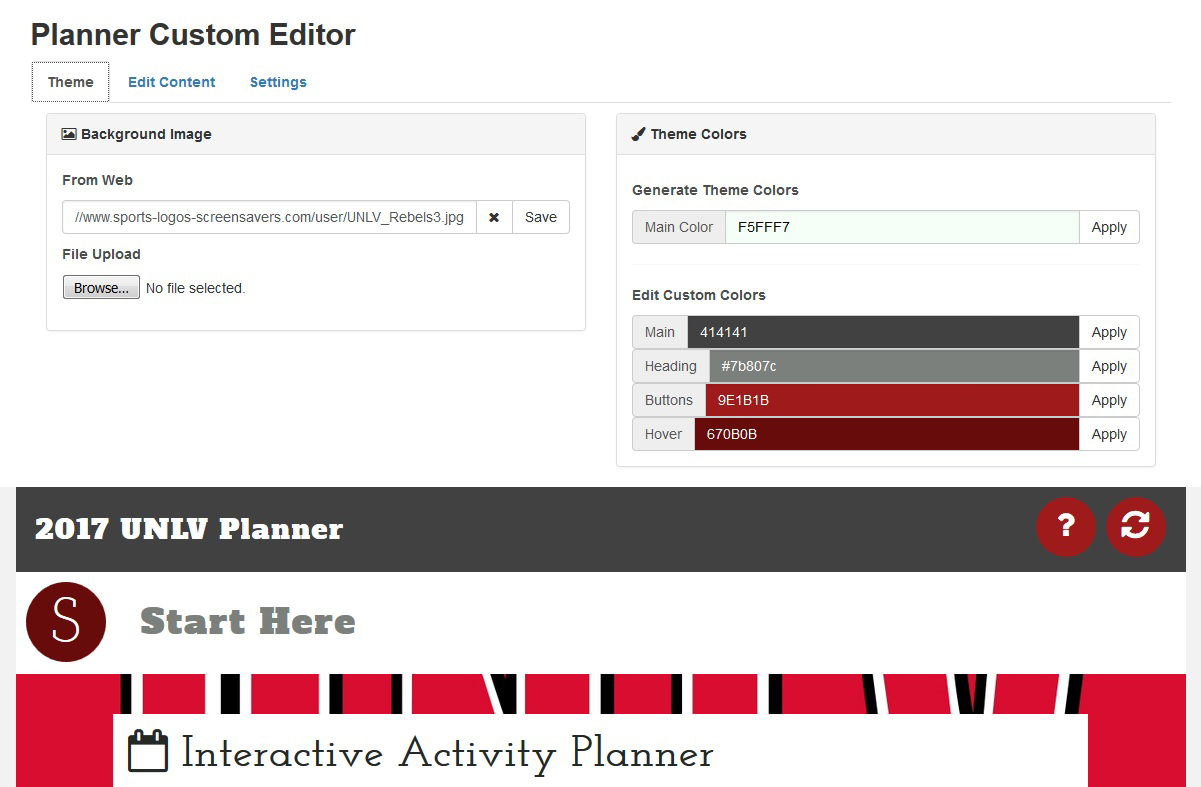 Planner Custom Editor
Theme Edit Content Settings
Background Image
From Web
//www.sports-logos-screensavers.com/user/UNLV_Rebels3.jpg ✖ Save
File Upload
Browse... No file selected.
Theme Colors
Generate Theme Colors
Main Color F5FFF7 Apply
Edit Custom Colors
Main 414141 Apply
Heading #7b807c Apply
Buttons 9E1B1B Apply
Hover 670B0B Apply
2017 UNLV Planner ?
S Start Here
Interactive Activity Planner